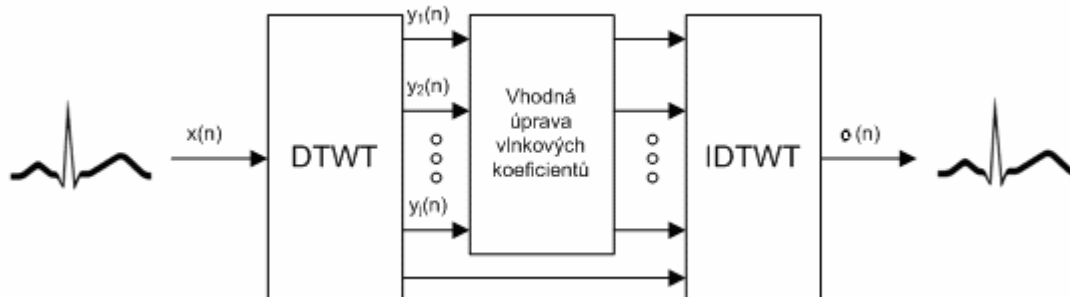 y₁(n)
y₂(n)
x(n)
DTWT
Vhodná
úprava
vlnkových
koeficientů
yⱼ(n)
IDTWT
(n)